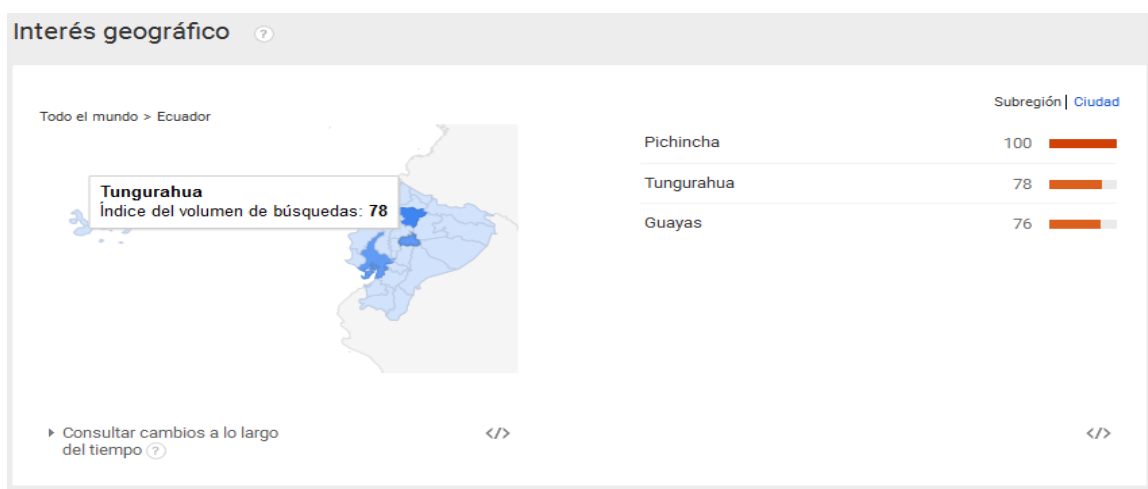 Interés geográfico ?
Subregión | Ciudad
Todo el mundo > Ecuador
Tungurahua
Índice del volumen de búsquedas: 78
Pichincha 100
Tungurahua 78
Guayas 76
Consultar cambios a lo largo
del tiempo ?
</>
</>